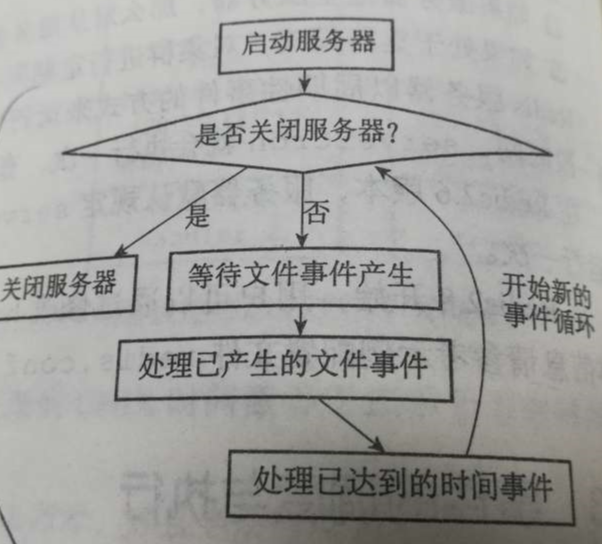 启动服务器
是否关闭服务器?
是
否
关闭服务器
等待文件事件产生
开始新的
事件循环
处理已产生的文件事件
处理已达到的时间事件